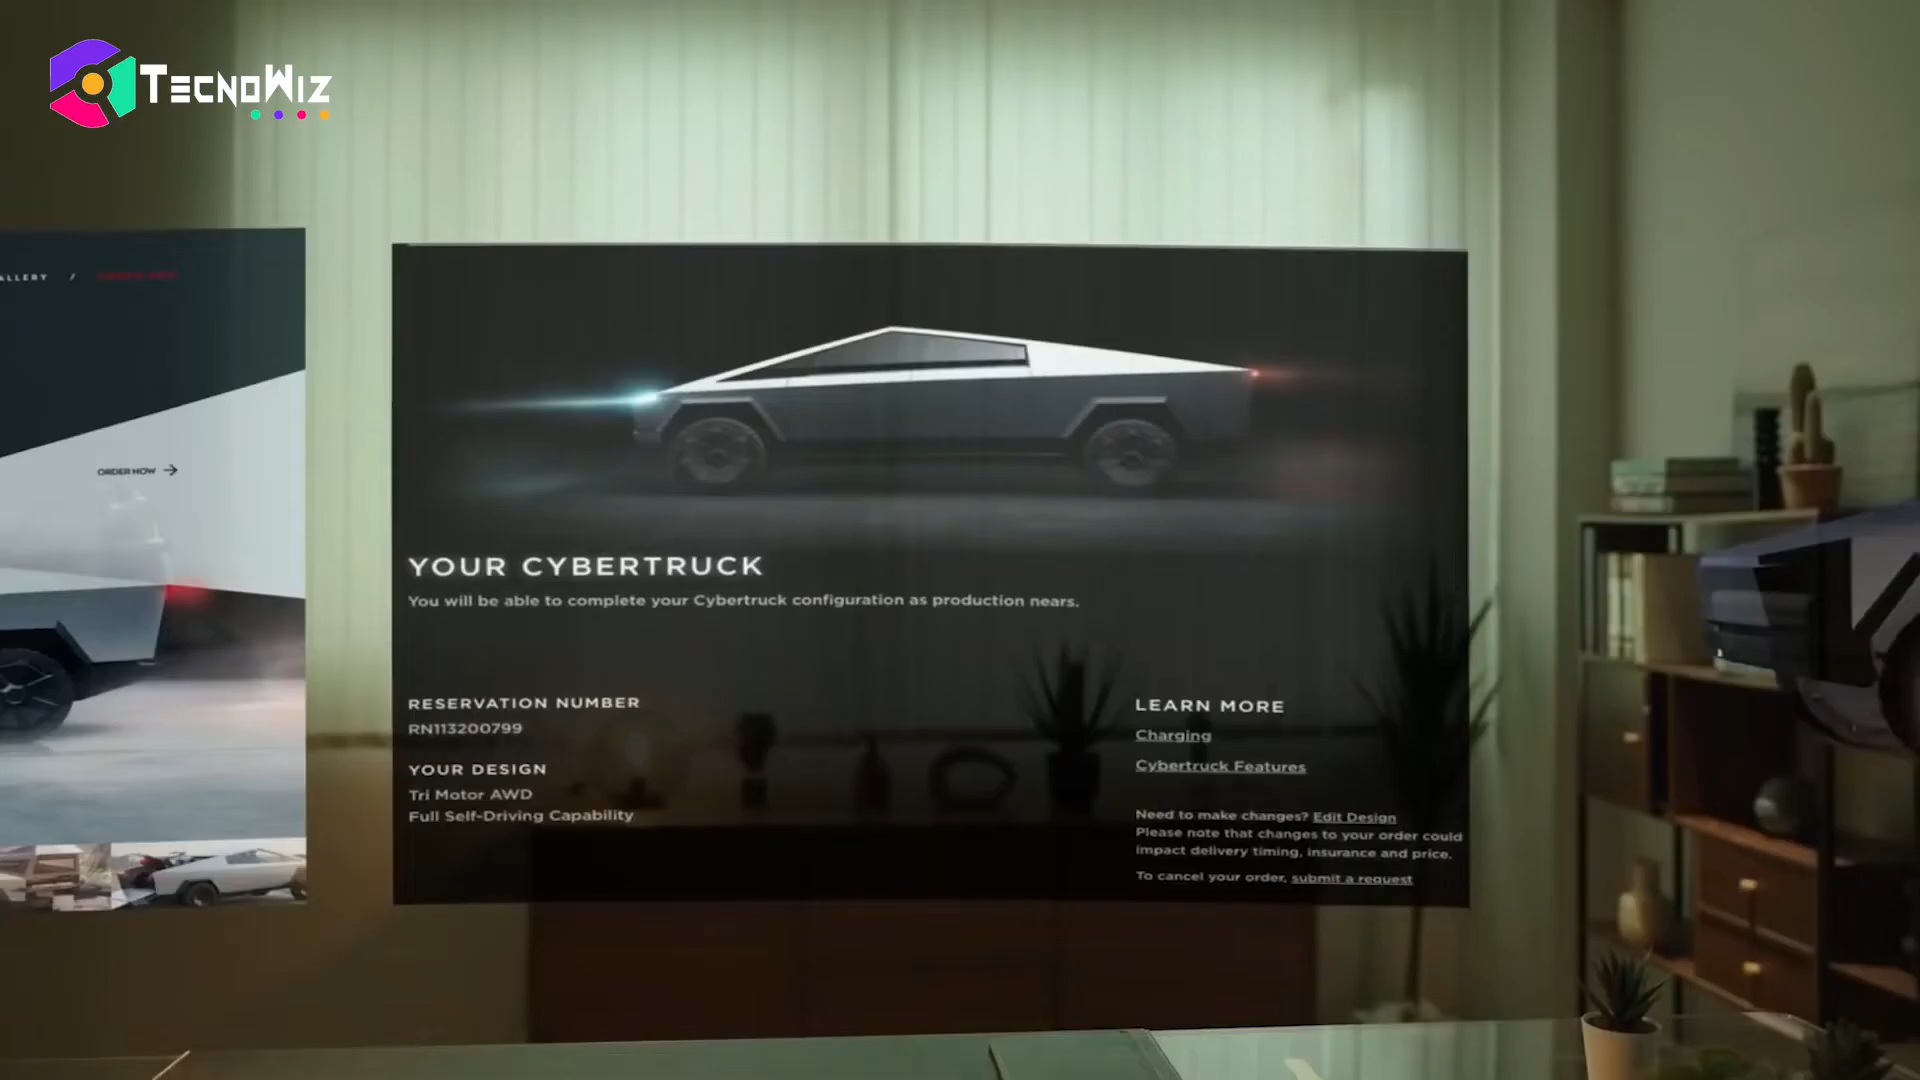 TECNOWIZ
ALLERY /
ORDER NOW
YOUR CYBERTRUCK
You will be able to complete your Cybertruck configuration as production nears.
RESERVATION NUMBER
RN113200799
YOUR DESIGN
Tri Motor AWD
Full Self-Driving Capability
LEARN MORE
Charging
Cybertruck Features
Need to make changes? Edit Design
Please note that changes to your order could
impact delivery timing, insurance and price.
To cancel your order, submit a request